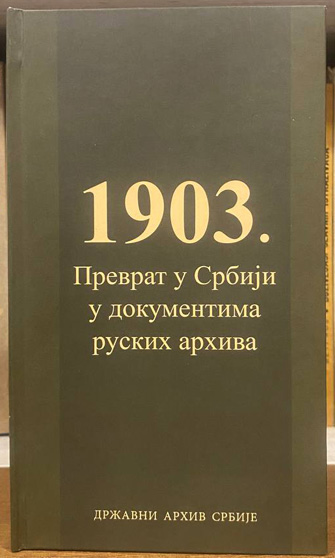 1903.
Преврат у Србији
у документима
руских архива
ДРЖАВНИ АРХИВ СРБИЈЕ